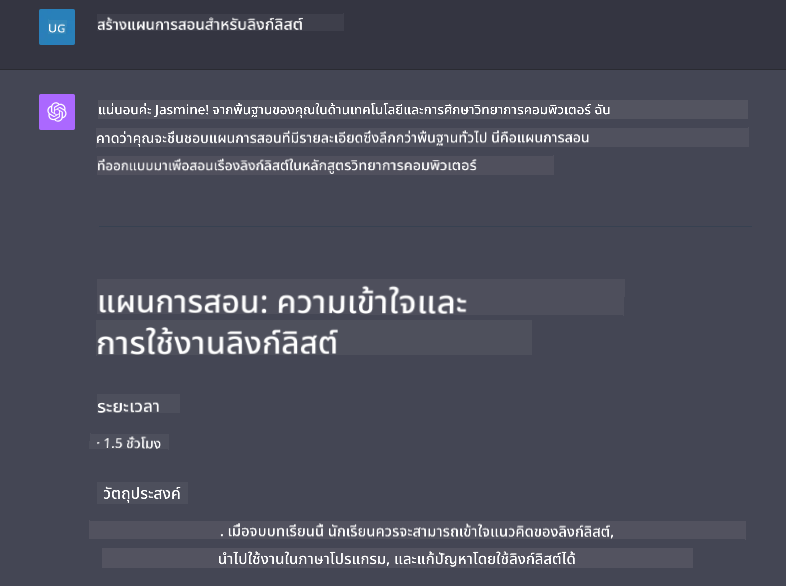 UG
สร้างแผนการสอนสำหรับลิงก์ลิสต์
แน่นอนค่ะ Jasmine! จากพื้นฐานของคุณในด้านเทคโนโลยีและการศึกษาวิทยาการคอมพิวเตอร์ ฉัน
คาดว่าคุณจะชื่นชอบแผนการสอนที่มีรายละเอียดซึ่งลึกกว่าพื้นฐานทั่วไป นี่คือแผนการสอน
ที่ออกแบบมาเพื่อสอนเรื่องลิงก์ลิสต์ในหลักสูตรวิทยาการคอมพิวเตอร์
แผนการสอน: ความเข้าใจและ
การใช้งานลิงก์ลิสต์
ระยะเวลา
· 1.5 ชั่วโมง
วัตถุประสงค์
. เมื่อจบบทเรียนนี้ นักเรียนควรจะสามารถเข้าใจแนวคิดของลิงก์ลิสต์,
นำไปใช้งานในภาษาโปรแกรม, และแก้ปัญหาโดยใช้ลิงก์ลิสต์ได้